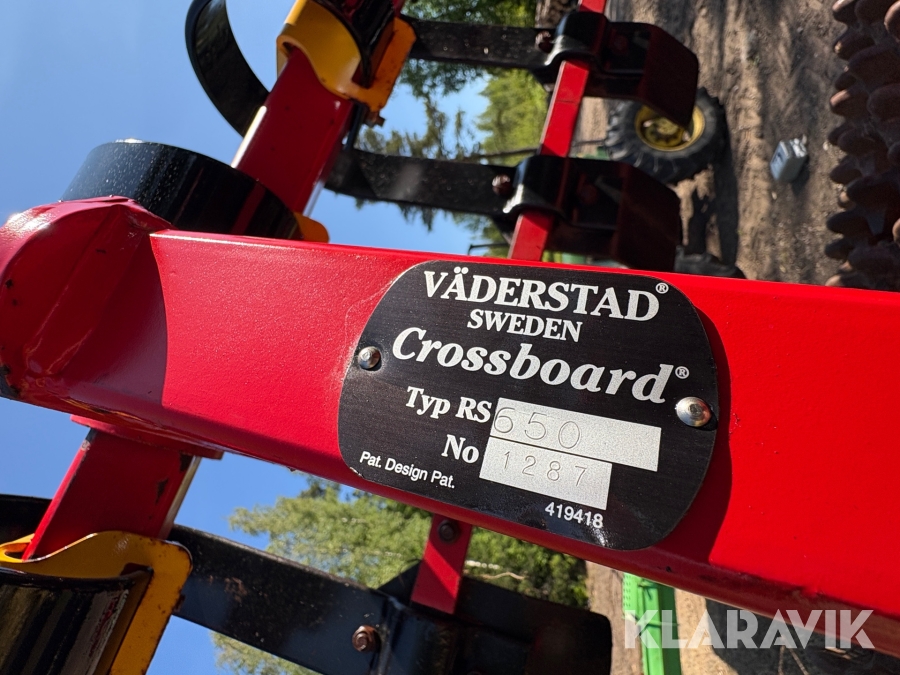 VÄDERSTAD®
SWEDEN
Crossboard®
Typ RS 650
No 1287
Pat. Design Pat.
419418
KLARAVIK